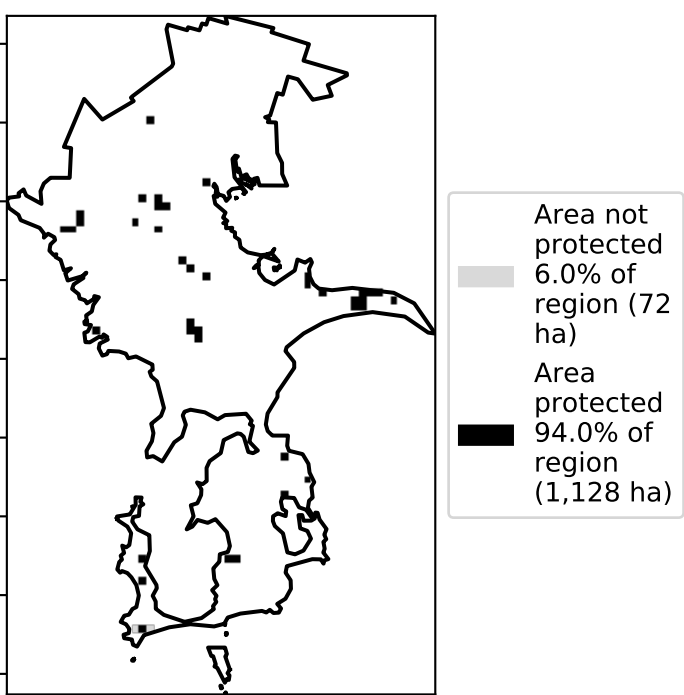 Area not
protected
6.0% of
region (72
ha)
Area
protected
94.0% of
region
(1,128 ha)